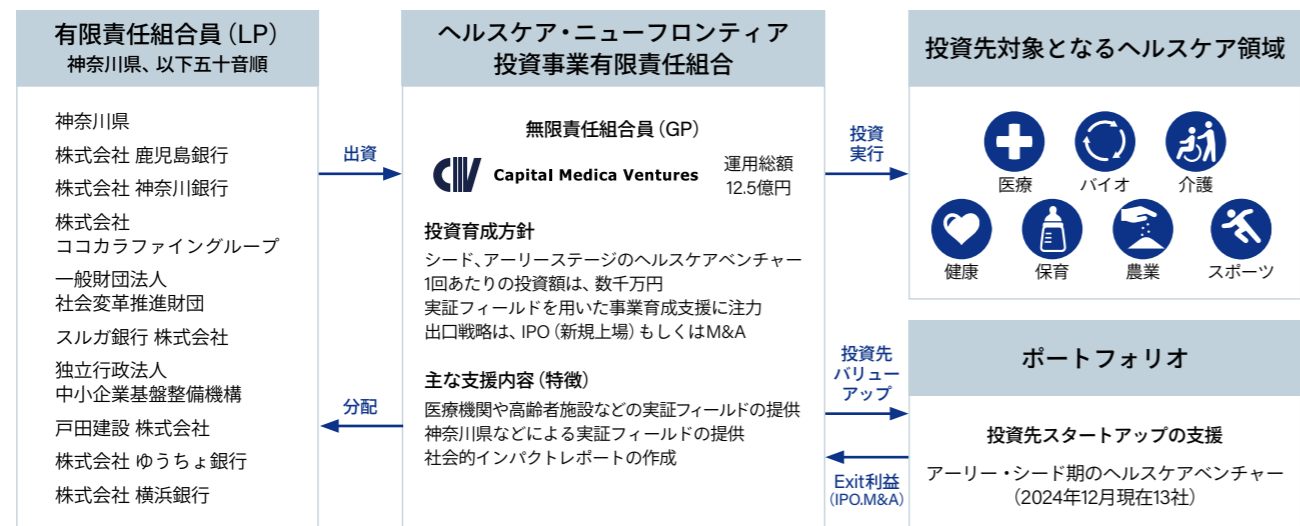 有限責任組合員（LP）
神奈川県、以下五十音順
神奈川県
株式会社 鹿児島銀行
株式会社 神奈川銀行
株式会社
ココカラファイングループ
一般財団法人
社会変革推進財団
スルガ銀行 株式会社
独立行政法人
中小企業基盤整備機構
戸田建設 株式会社
株式会社 ゆうちょ銀行
株式会社 横浜銀行
出資
分配
ヘルスケア・ニューフロンティア
投資事業有限責任組合
無限責任組合員（GP）
CMV Capital Medica Ventures
運用総額
12.5億円
投資育成方針
シード、アーリーステージのヘルスケアベンチャー
1回あたりの投資額は、数千万円
実証フィールドを用いた事業育成支援に注力
出口戦略は、IPO（新規上場）もしくはM&A
主な支援内容（特徴）
医療機関や高齢者施設などの実証フィールドの提供
神奈川県などによる実証フィールドの提供
社会的インパクトレポートの作成
投資
実行
投資先
バリュー
アップ
Exit利益
(IPO.M&A)
投資先対象となるヘルスケア領域
医療
バイオ
介護
健康
保育
農業
スポーツ
ポートフォリオ
投資先スタートアップの支援
アーリー・シード期のヘルスケアベンチャー
（2024年12月現在13社）